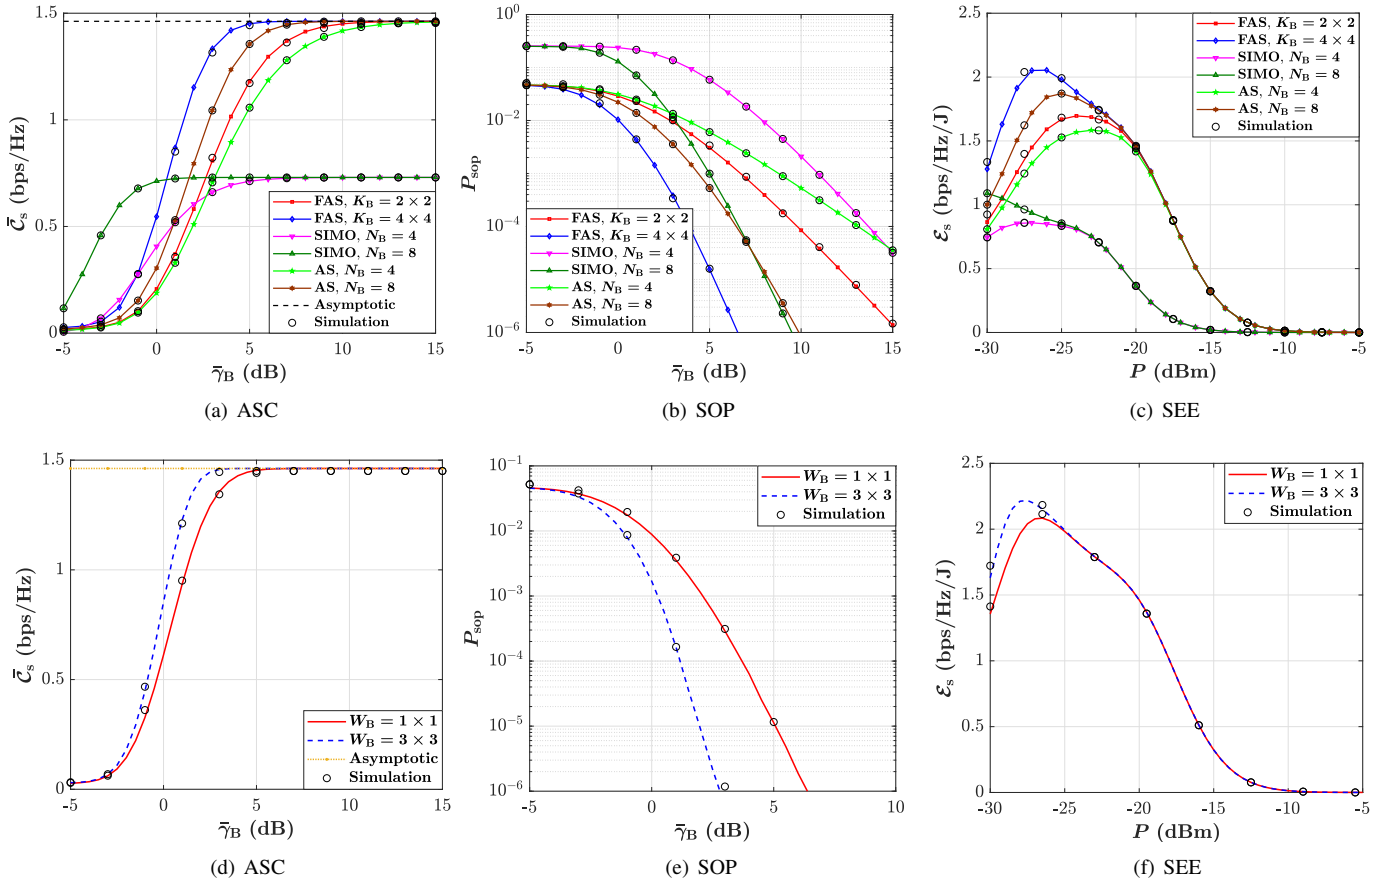 1.5
1
0.5
0
-5
0
5
10
15
C̄s (bps/Hz)
γ̄B (dB)
FAS, KB = 2 × 2
FAS, KB = 4 × 4
SIMO, NB = 4
SIMO, NB = 8
AS, NB = 4
AS, NB = 8
Asymptotic
Simulation
(a) ASC
10^0
10^-2
10^-4
10^-6
-5
0
5
10
15
Psop
γ̄B (dB)
FAS, KB = 2 × 2
FAS, KB = 4 × 4
SIMO, NB = 4
SIMO, NB = 8
AS, NB = 4
AS, NB = 8
Simulation
(b) SOP
2.5
2
1.5
1
0.5
0
-30
-25
-20
-15
-10
-5
ℰs (bps/Hz/J)
P (dBm)
FAS, KB = 2 × 2
FAS, KB = 4 × 4
SIMO, NB = 4
SIMO, NB = 8
AS, NB = 4
AS, NB = 8
Simulation
(c) SEE
1.5
1
0.5
0
-5
0
5
10
15
C̄s (bps/Hz)
γ̄B (dB)
WB = 1 × 1
WB = 3 × 3
Asymptotic
Simulation
(d) ASC
10^-1
10^-2
10^-3
10^-4
10^-5
10^-6
-5
0
5
10
Psop
γ̄B (dB)
WB = 1 × 1
WB = 3 × 3
Simulation
(e) SOP
2.5
2
1.5
1
0.5
0
-30
-25
-20
-15
-10
-5
ℰs (bps/Hz/J)
P (dBm)
WB = 1 × 1
WB = 3 × 3
Simulation
(f) SEE